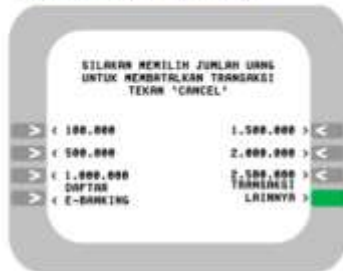 SILAKAN MEMILIH JUMLAH UANG
UNTUK MEMBATALKAN TRANSAKSI
TEKAN 'CANCEL'
> < 100.000 1.500.000 > <
> < 500.000 2.000.000 > <
> < 1.000.000 2.500.000 > <
DAFTAR TRANSAKSI
> < E-BANKING LAINNYA >